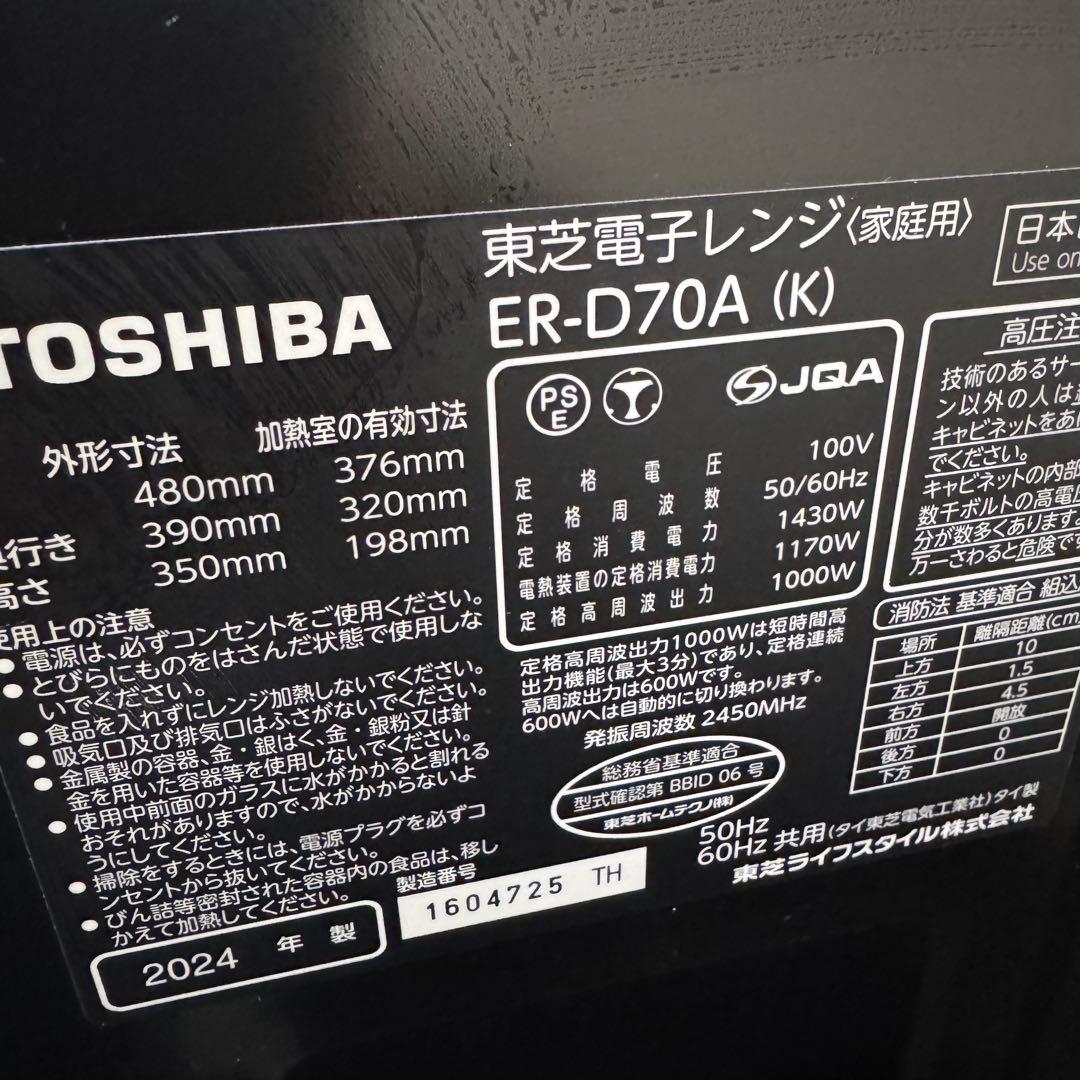 東芝電子レンジ〈家庭用〉
ER-D70A (K)
日本
Use on
TOSHIBA
外形寸法 加熱室の有効寸法
480mm 376mm
奥行き 390mm 320mm
高さ 350mm 198mm
PS
E
JQA
定格電圧 100V
定格周波数 50/60Hz
定格消費電力 1430W
電熱装置の定格消費電力 1170W
定格高周波出力 1000W
定格高周波出力1000Wは短時間高
出力機能(最大3分)であり、定格連続
高周波出力は600Wです。
600Wへは自動的に切り換わります。
発振周波数 2450MHz
総務省基準適合
型式確認第 BBID 06 号
東芝ホームテクノ(株)
50Hz
60Hz 共用(タイ東芝電気工業社)タイ製
東芝ライフスタイル株式会社
高圧注
技術のあるサー
ン以外の人は
キャビネットをあ
でください。
キャビネットの内部
数千ボルトの高電圧
分が数多くあります。
万一さわると危険で
消防法 基準適合 組込
場所 離隔距離(cm)
上方 10
左方 1.5
右方 4.5
前方 開放
後方 0
下方 0
使用上の注意
● 電源は、必ずコンセントをご使用ください。
● とびらにものをはさんだ状態で使用しな
いでください。
● 食品を入れずにレンジ加熱しないでください。
● 吸気口及び排気口はふさがないでください。
● 金属製の容器、金・銀はく、金・銀粉又は針
金を用いた容器等を使用しないでください。
● 使用中前面のガラスに水がかかると割れる
おそれがありますので、水がかからないよ
うにしてください。
● 掃除をするときには、電源プラグを必ずコ
ンセントから抜いてください。
● びん詰等密封された容器内の食品は、移し
かえて加熱してください。
製造番号
1604725 TH
2024 年 製